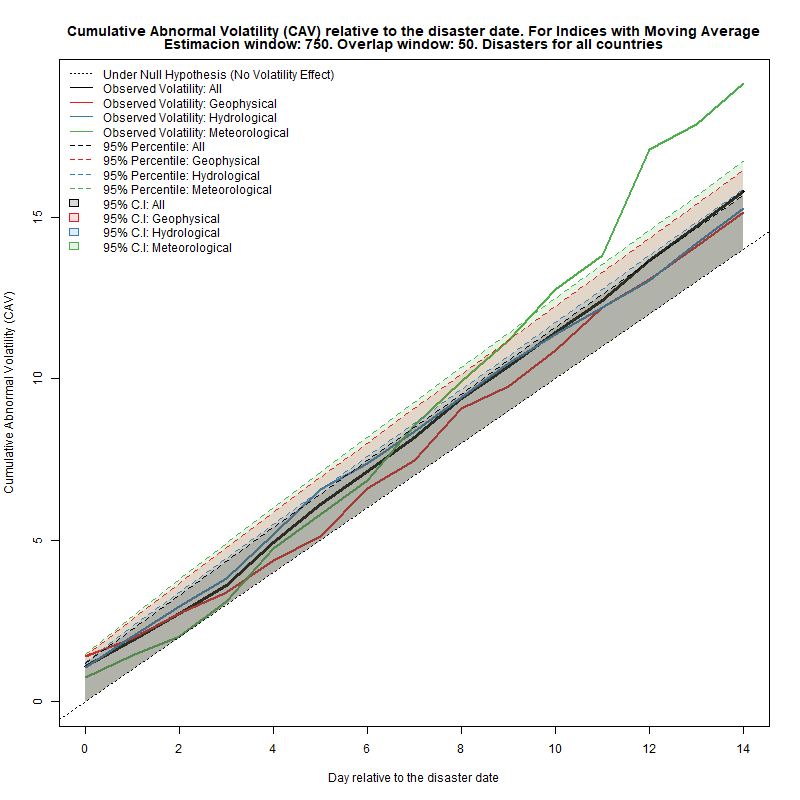 Cumulative Abnormal Volatility (CAV) relative to the disaster date. For Indices with Moving Average
Estimacion window: 750. Overlap window: 50. Disasters for all countries
Under Null Hypothesis (No Volatility Effect)
Observed Volatility: All
Observed Volatility: Geophysical
Observed Volatility: Hydrological
Observed Volatility: Meteorological
95% Percentile: All
95% Percentile: Geophysical
95% Percentile: Hydrological
95% Percentile: Meteorological
95% C.I: All
95% C.I: Geophysical
95% C.I: Hydrological
95% C.I: Meteorological
Cumulative Abnormal Volatility (CAV)
15
10
5
0
0 2 4 6 8 10 12 14
Day relative to the disaster date